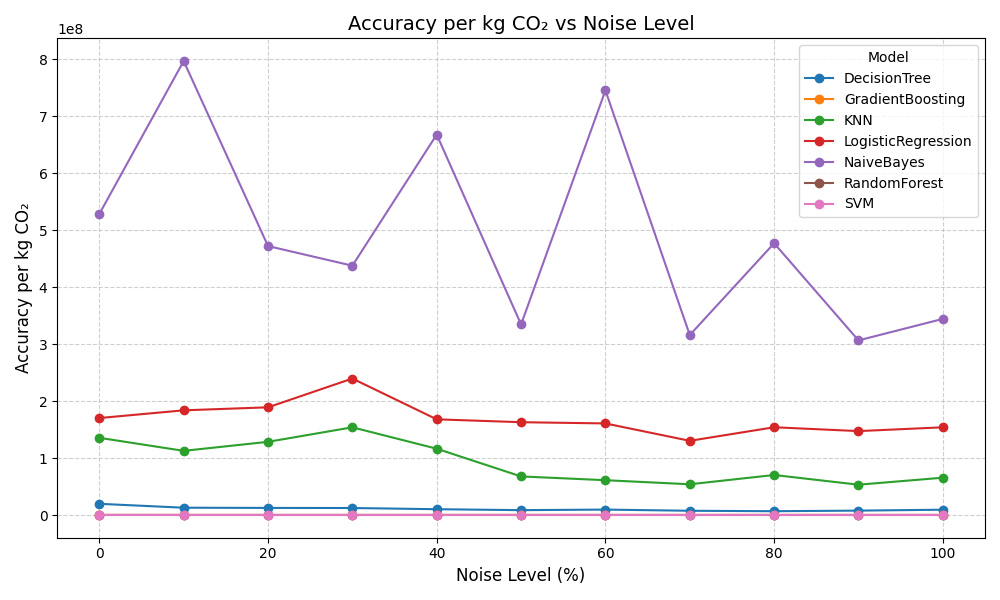 Accuracy per kg CO₂ vs Noise Level
1e8
8
7
6
5
4
3
2
1
0
Accuracy per kg CO₂
0 20 40 60 80 100
Noise Level (%)
Model
DecisionTree
GradientBoosting
KNN
LogisticRegression
NaiveBayes
RandomForest
SVM